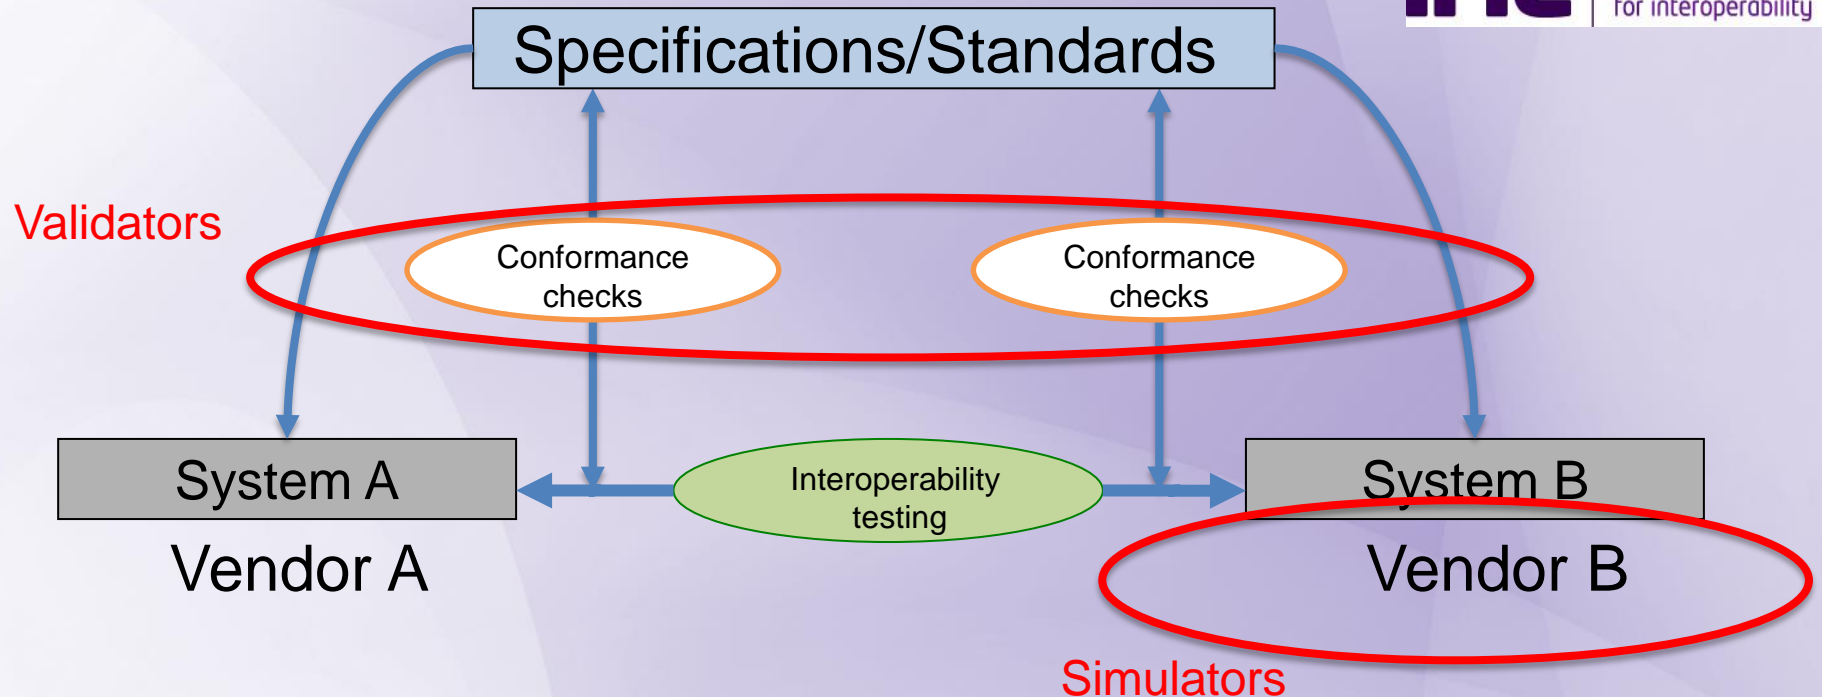 for interoperability
Specifications/Standards
Validators
Conformance
checks
Conformance
checks
System A
Interoperability
testing
System B
Vendor A
Vendor B
Simulators